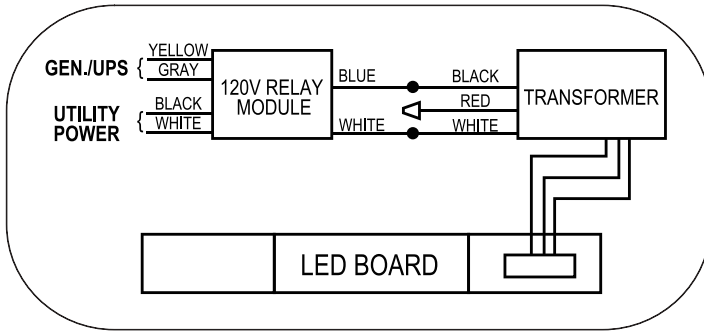 GEN./UPS
YELLOW
GRAY
UTILITY
POWER
BLACK
WHITE
120V RELAY
MODULE
BLUE
WHITE
BLACK
RED
WHITE
TRANSFORMER
LED BOARD